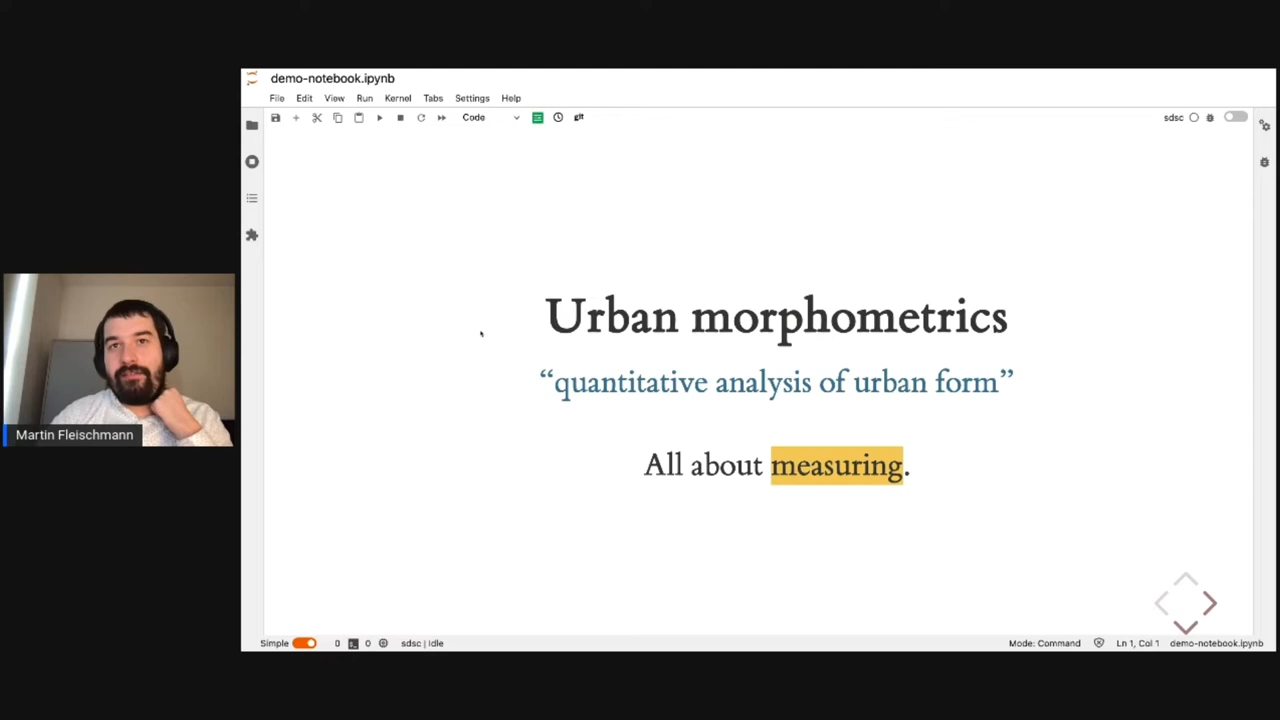 demo-notebook.ipynb
File Edit View Run Kernel Tabs Settings Help
Code git sdsc
Urban morphometrics
“quantitative analysis of urban form”
All about measuring.
Martin Fleischmann
Simple 0 0 sdsc | Idle Mode: Command Ln 1, Col 1 demo-notebook.ipynb